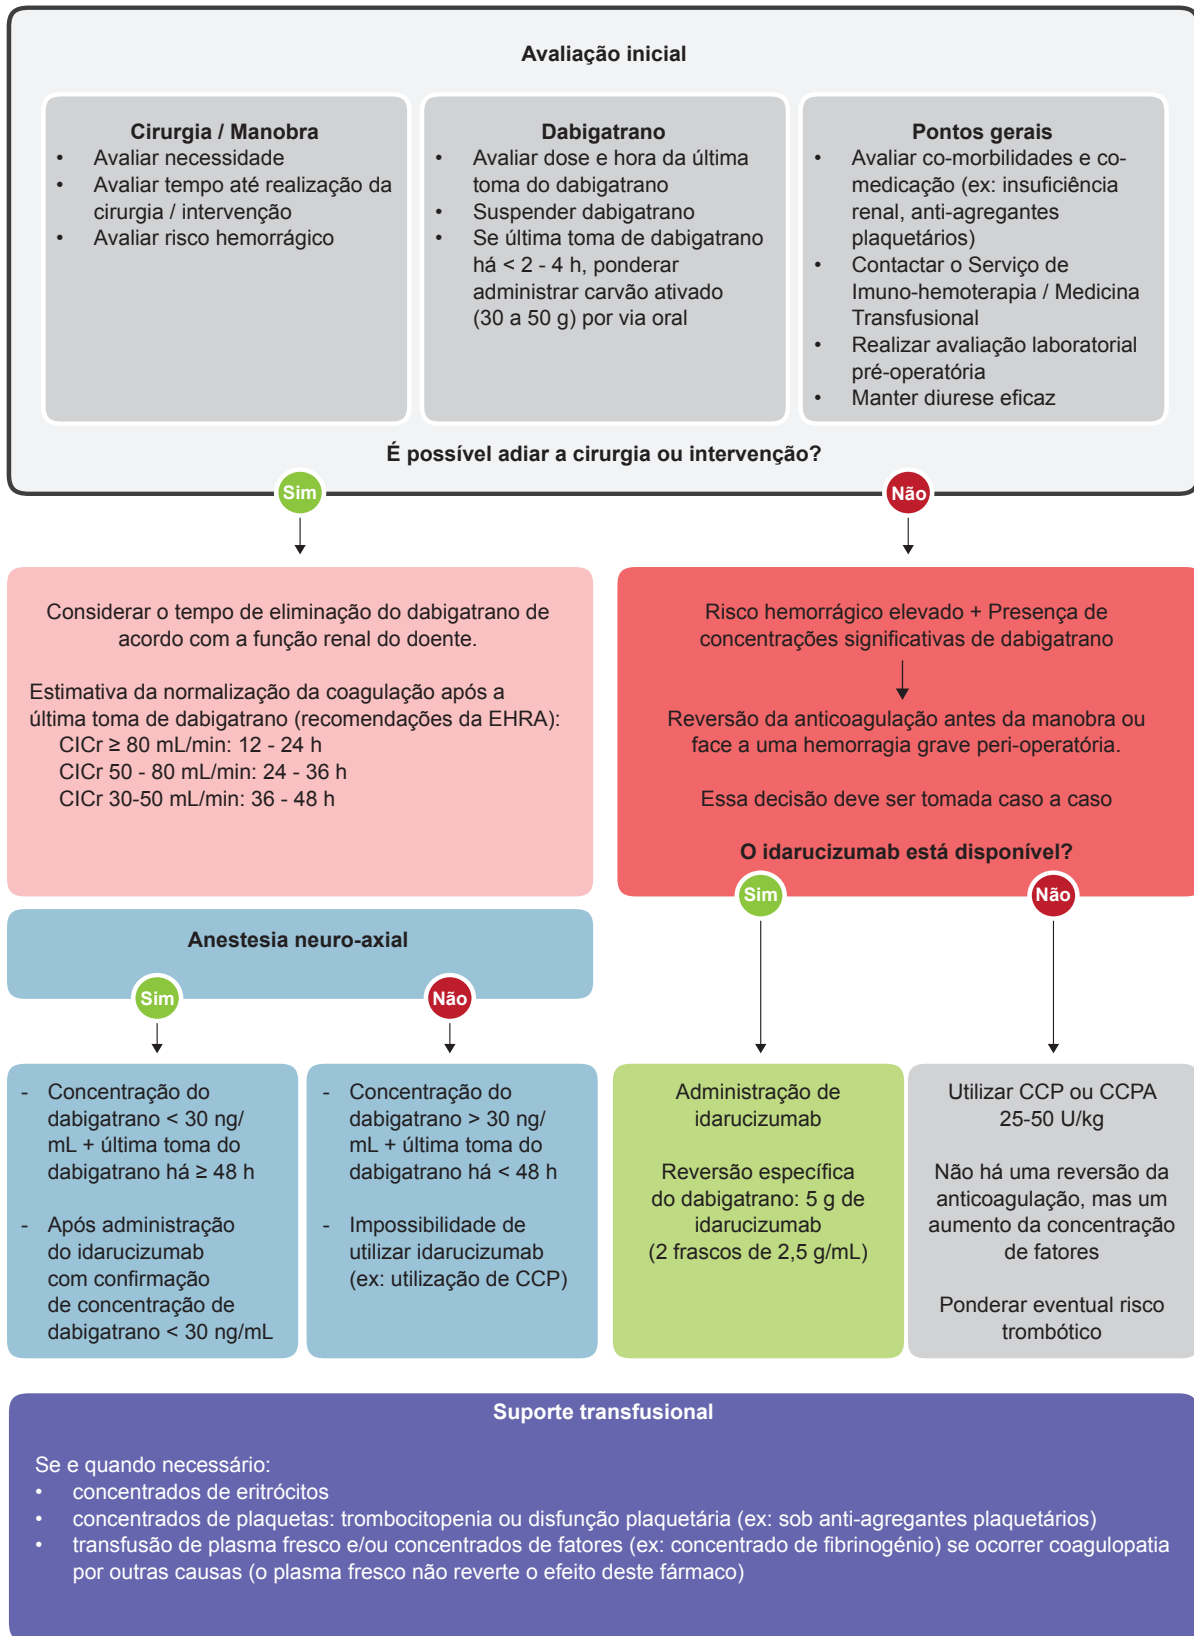 Avaliação inicial
Cirurgia / Manobra
• Avaliar necessidade
• Avaliar tempo até realização da
cirurgia / intervenção
• Avaliar risco hemorrágico
Dabigatrano
• Avaliar dose e hora da última
toma do dabigatrano
• Suspender dabigatrano
• Se última toma de dabigatrano
há < 2 - 4 h, ponderar
administrar carvão ativado
(30 a 50 g) por via oral
Pontos gerais
• Avaliar co-morbilidades e co-
medicação (ex: insuficiência
renal, anti-agregantes
plaquetários)
• Contactar o Serviço de
Imuno-hemoterapia / Medicina
Transfusional
• Realizar avaliação laboratorial
pré-operatória
• Manter diurese eficaz
É possível adiar a cirurgia ou intervenção?
Sim
Não
Considerar o tempo de eliminação do dabigatrano de
acordo com a função renal do doente.
Estimativa da normalização da coagulação após a
última toma de dabigatrano (recomendações da EHRA):
ClCr ≥ 80 mL/min: 12 - 24 h
ClCr 50 - 80 mL/min: 24 - 36 h
ClCr 30-50 mL/min: 36 - 48 h
Risco hemorrágico elevado + Presença de
concentrações significativas de dabigatrano
Reversão da anticoagulação antes da manobra ou
face a uma hemorragia grave peri-operatória.
Essa decisão deve ser tomada caso a caso
O idarucizumab está disponível?
Sim
Não
Anestesia neuro-axial
Sim
Não
- Concentração do
dabigatrano < 30 ng/
mL + última toma do
dabigatrano há ≥ 48 h
- Após administração
do idarucizumab
com confirmação
de concentração de
dabigatrano < 30 ng/mL
- Concentração do
dabigatrano > 30 ng/
mL + última toma do
dabigatrano há < 48 h
- Impossibilidade de
utilizar idarucizumab
(ex: utilização de CCP)
Administração de
idarucizumab
Reversão específica
do dabigatrano: 5 g de
idarucizumab
(2 frascos de 2,5 g/mL)
Utilizar CCP ou CCPA
25-50 U/kg
Não há uma reversão da
anticoagulação, mas um
aumento da concentração
de fatores
Ponderar eventual risco
trombótico
Suporte transfusional
Se e quando necessário:
• concentrados de eritrócitos
• concentrados de plaquetas: trombocitopenia ou disfunção plaquetária (ex: sob anti-agregantes plaquetários)
• transfusão de plasma fresco e/ou concentrados de fatores (ex: concentrado de fibrinogénio) se ocorrer coagulopatia
por outras causas (o plasma fresco não reverte o efeito deste fármaco)